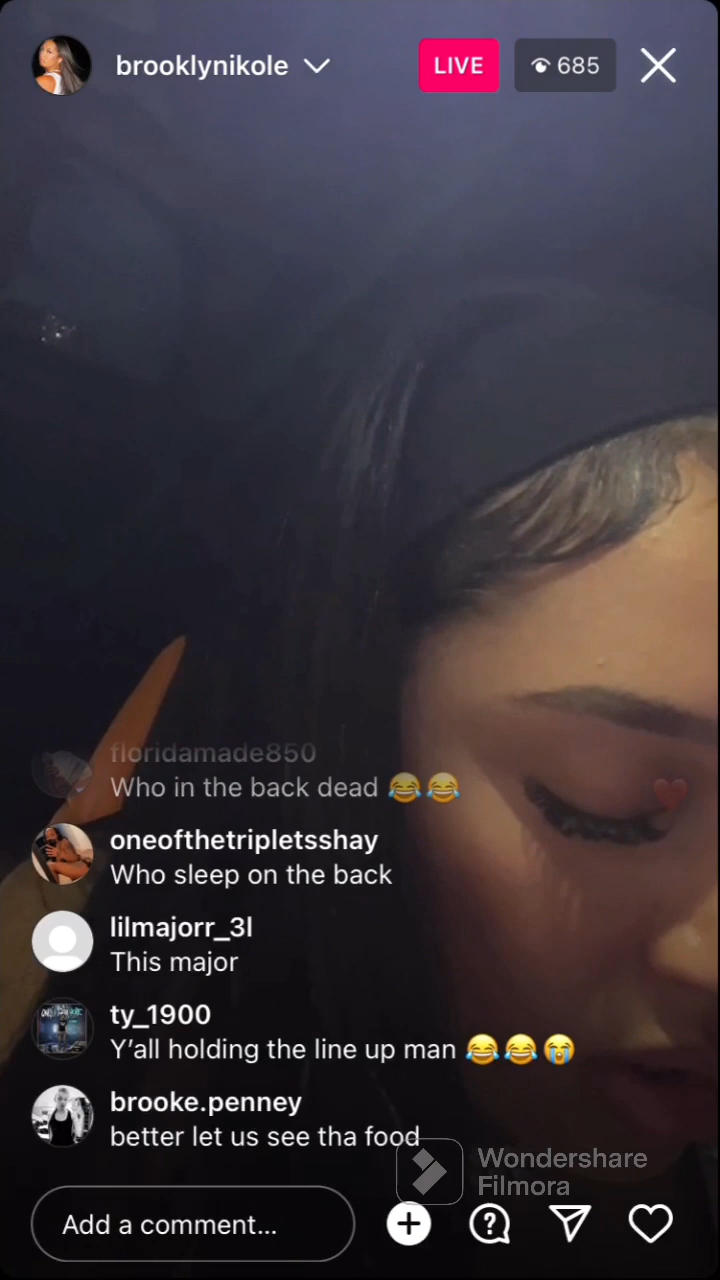 brooklynikole
LIVE
685
floridamade850
Who in the back dead 😂😂
oneofthetripletsshay
Who sleep on the back
lilmajorr_3l
This major
ty_1900
Y’all holding the line up man 😂😂😭
brooke.penney
better let us see tha food
Wondershare
Filmora
Add a comment...